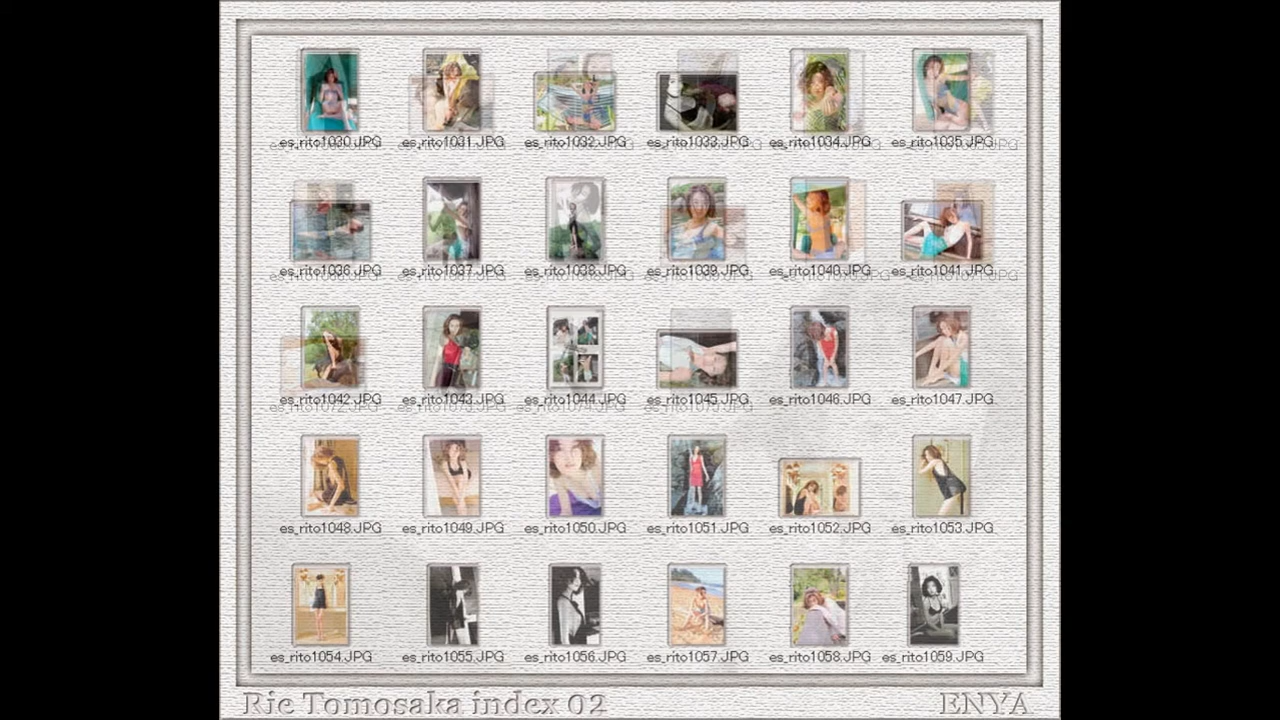 es_rito1030.JPG es_rito1031.JPG es_rito1032.JPG es_rito1033.JPG es_rito1034.JPG es_rito1035.JPG
es_rito1036.JPG es_rito1037.JPG es_rito1038.JPG es_rito1039.JPG es_rito1040.JPG es_rito1041.JPG
es_rito1042.JPG es_rito1043.JPG es_rito1044.JPG es_rito1045.JPG es_rito1046.JPG es_rito1047.JPG
es_rito1048.JPG es_rito1049.JPG es_rito1050.JPG es_rito1051.JPG es_rito1052.JPG es_rito1053.JPG
es_rito1054.JPG es_rito1055.JPG es_rito1056.JPG es_rito1057.JPG es_rito1058.JPG es_rito1059.JPG
Rie Tomosaka index 02 ENYA